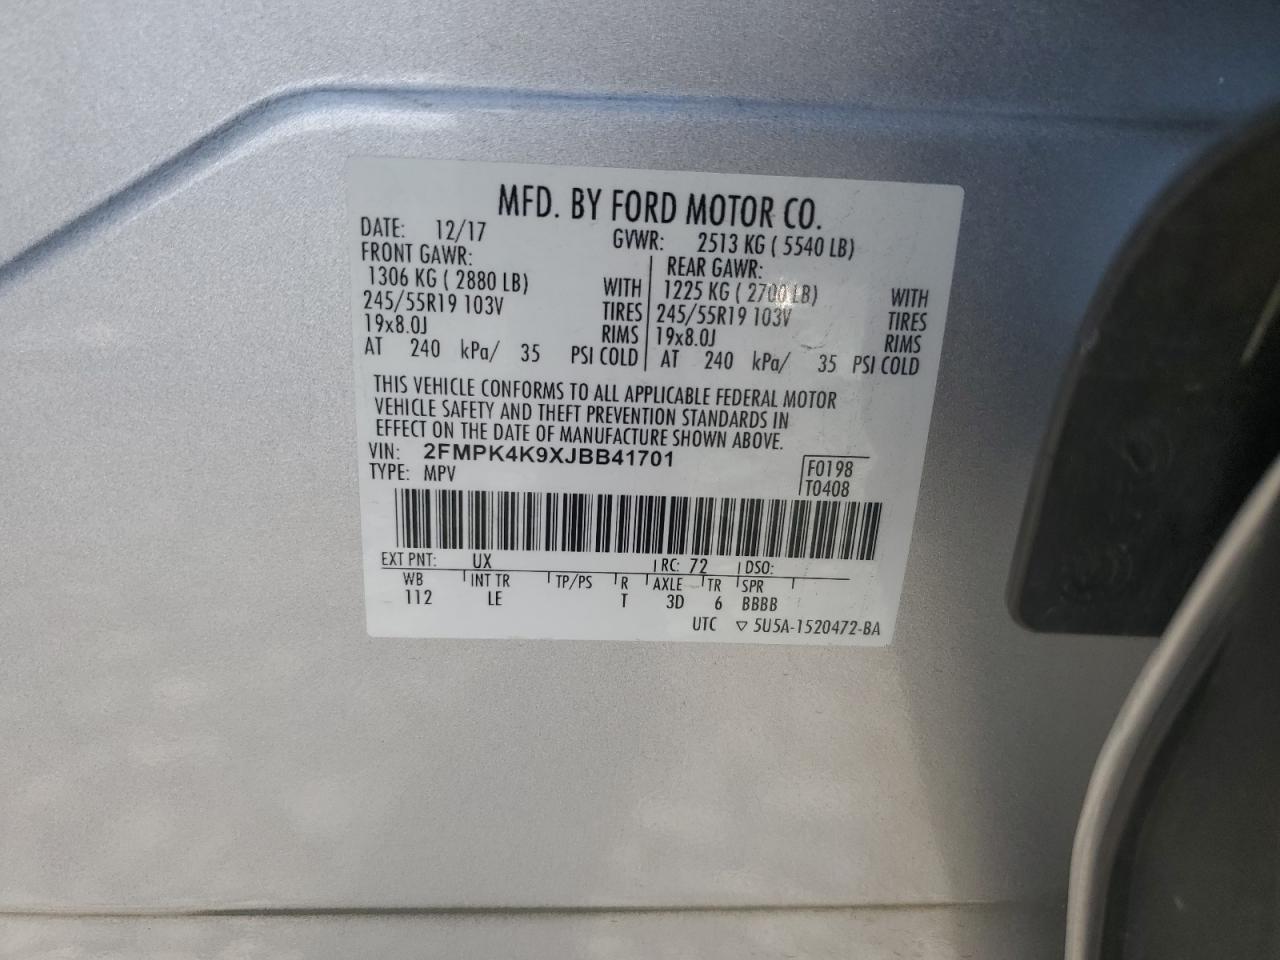 MFD. BY FORD MOTOR CO.
DATE: 12/17 GVWR: 2513 KG ( 5540 LB)
FRONT GAWR: REAR GAWR:
1306 KG ( 2880 LB) WITH 1225 KG ( 2700 LB) WITH
245/55R19 103V TIRES 245/55R19 103V TIRES
19x8.0J RIMS 19x8.0J RIMS
AT 240 kPa/ 35 PSI COLD AT 240 kPa/ 35 PSI COLD
THIS VEHICLE CONFORMS TO ALL APPLICABLE FEDERAL MOTOR
VEHICLE SAFETY AND THEFT PREVENTION STANDARDS IN
EFFECT ON THE DATE OF MANUFACTURE SHOWN ABOVE.
VIN: 2FMPK4K9XJBB41701 F0198
TYPE: MPV T0408
EXT PNT: UX RC: 72 DSO:
WB INT TR TP/PS R AXLE TR SPR
112 LE T 3D 6 BBBB
UTC ▽ 5U5A-1520472-BA